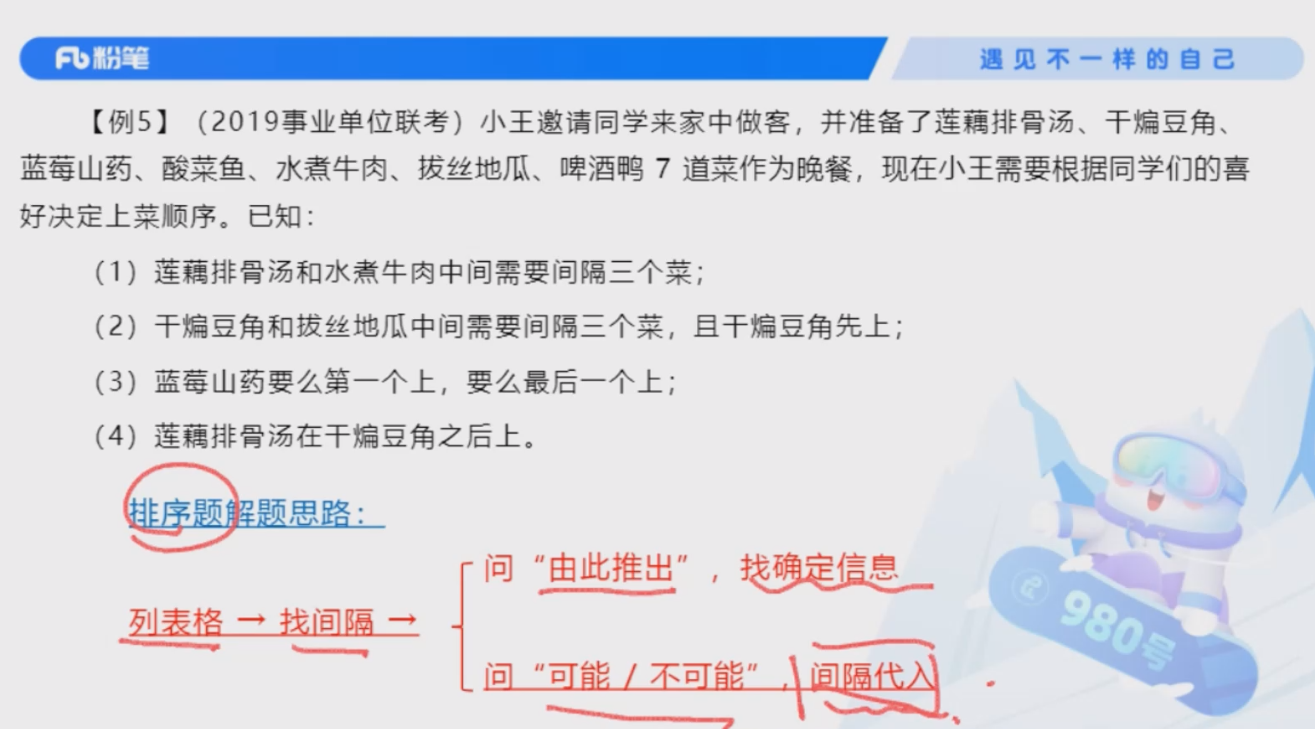 粉笔
遇见不一样的自己
【例5】（2019事业单位联考）小王邀请同学来家中做客，并准备了莲藕排骨汤、干煸豆角、
蓝莓山药、酸菜鱼、水煮牛肉、拔丝地瓜、啤酒鸭 7 道菜作为晚餐，现在小王需要根据同学们的喜
好决定上菜顺序。已知：
（1）莲藕排骨汤和水煮牛肉中间需要间隔三个菜；
（2）干煸豆角和拔丝地瓜中间需要间隔三个菜，且干煸豆角先上；
（3）蓝莓山药要么第一个上，要么最后一个上；
（4）莲藕排骨汤在干煸豆角之后上。
排序题解题思路：
问“由此推出”，找确定信息
列表格 → 找间隔 →
问“可能 / 不可能”，间隔代入
980号